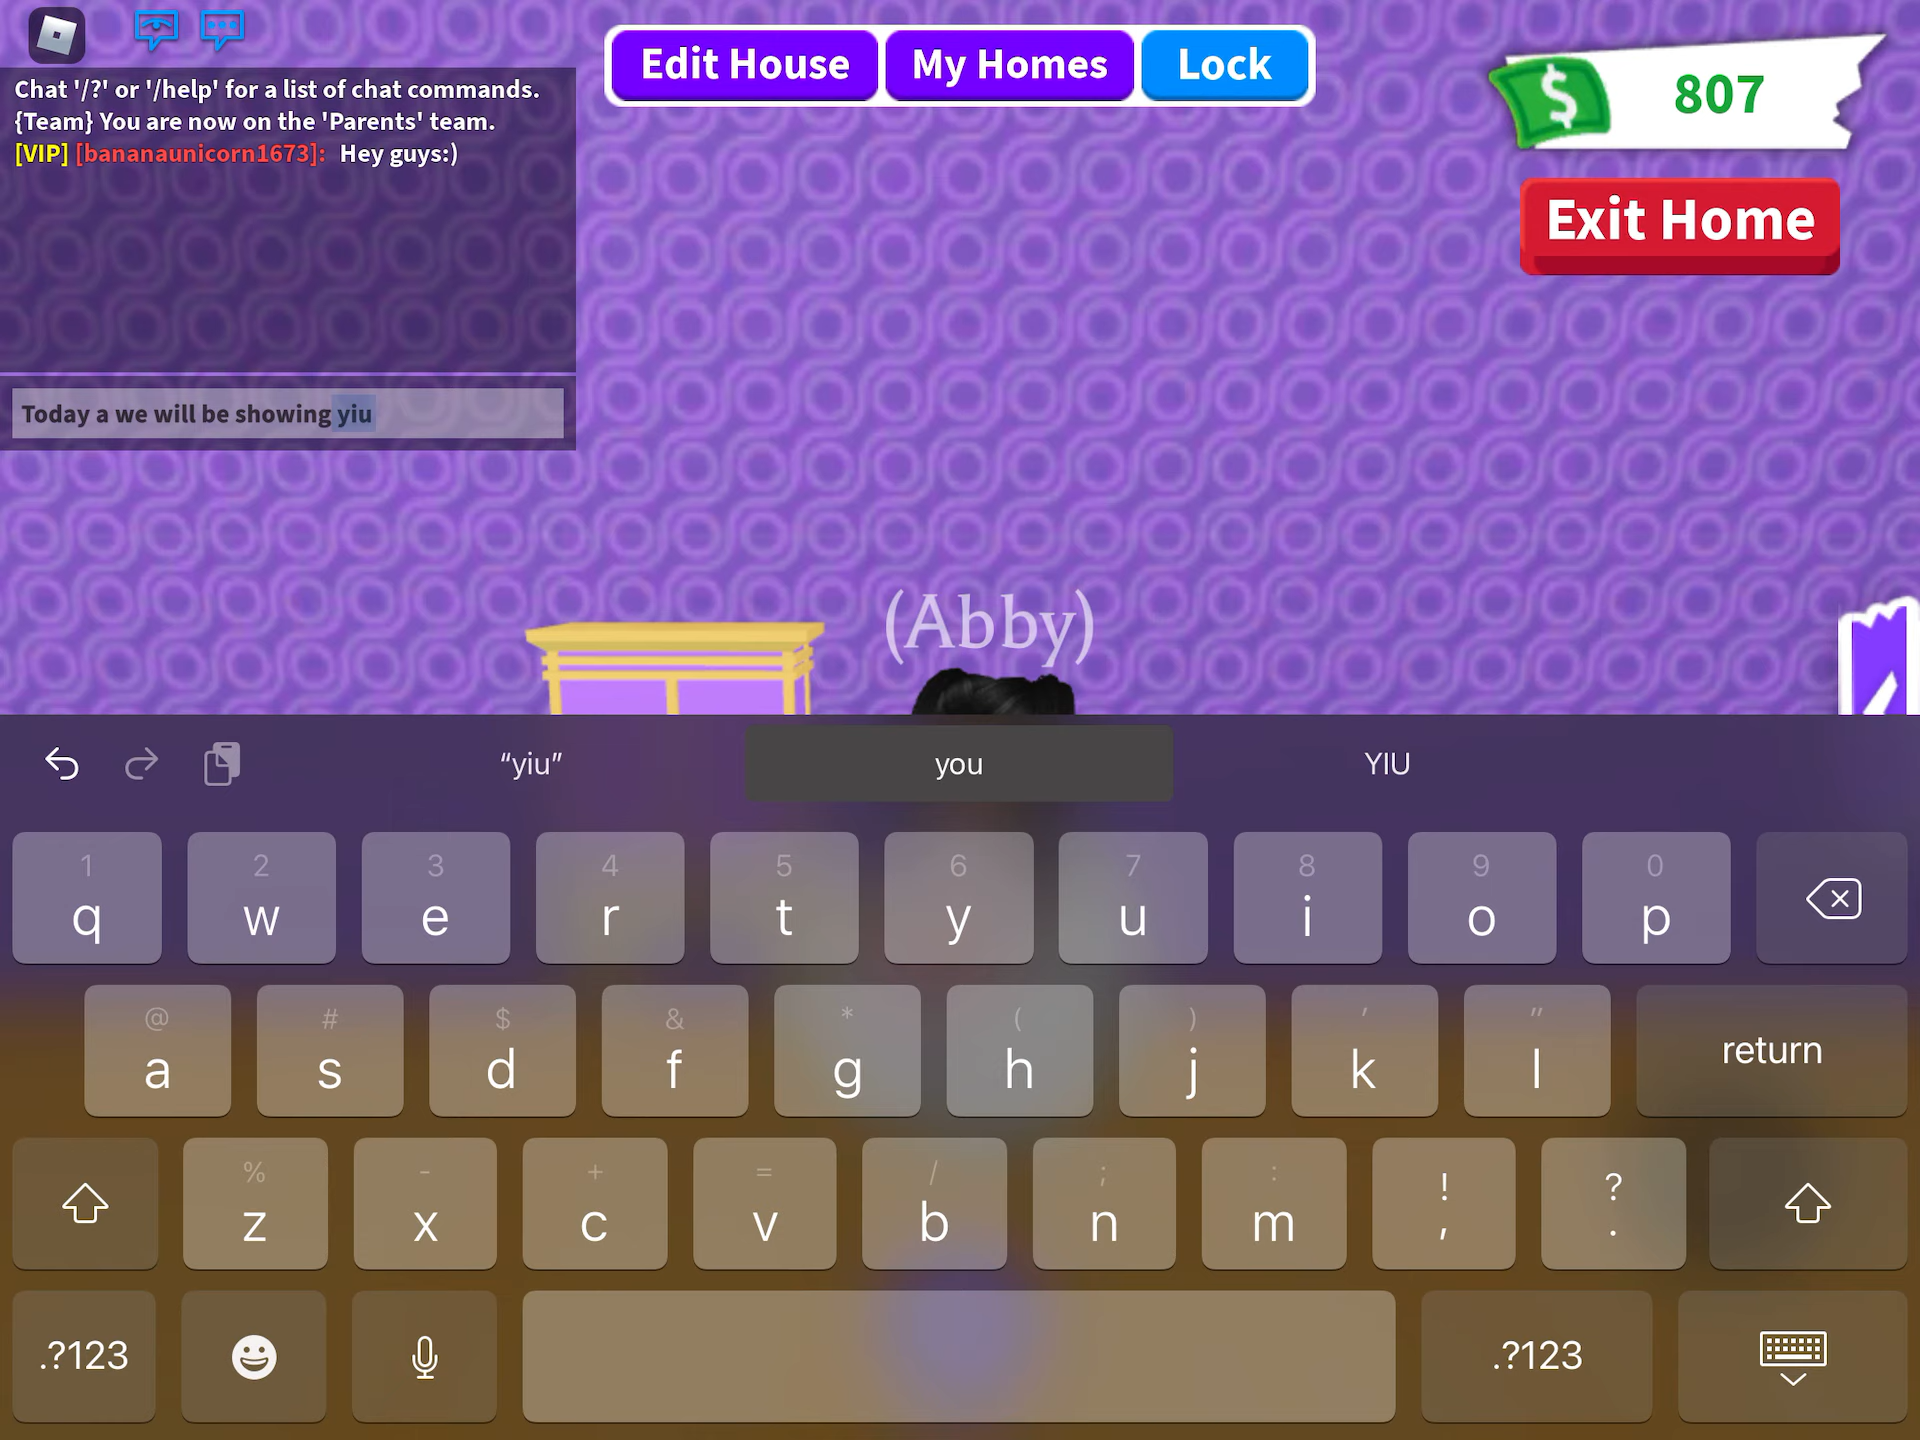 Edit House My Homes Lock
807
Exit Home
Chat '/?' or '/help' for a list of chat commands.
{Team} You are now on the 'Parents' team.
[VIP] [bananaunicorn1673]: Hey guys:)
Today a we will be showing yiu
(Abby)
“yiu” you YIU
1 2 3 4 5 6 7 8 9 0
q w e r t y u i o p
@ # $ & * ( ) ' "
a s d f g h j k l return
% - + = / ; : ! ?
z x c v b n m , .
.?123 .?123